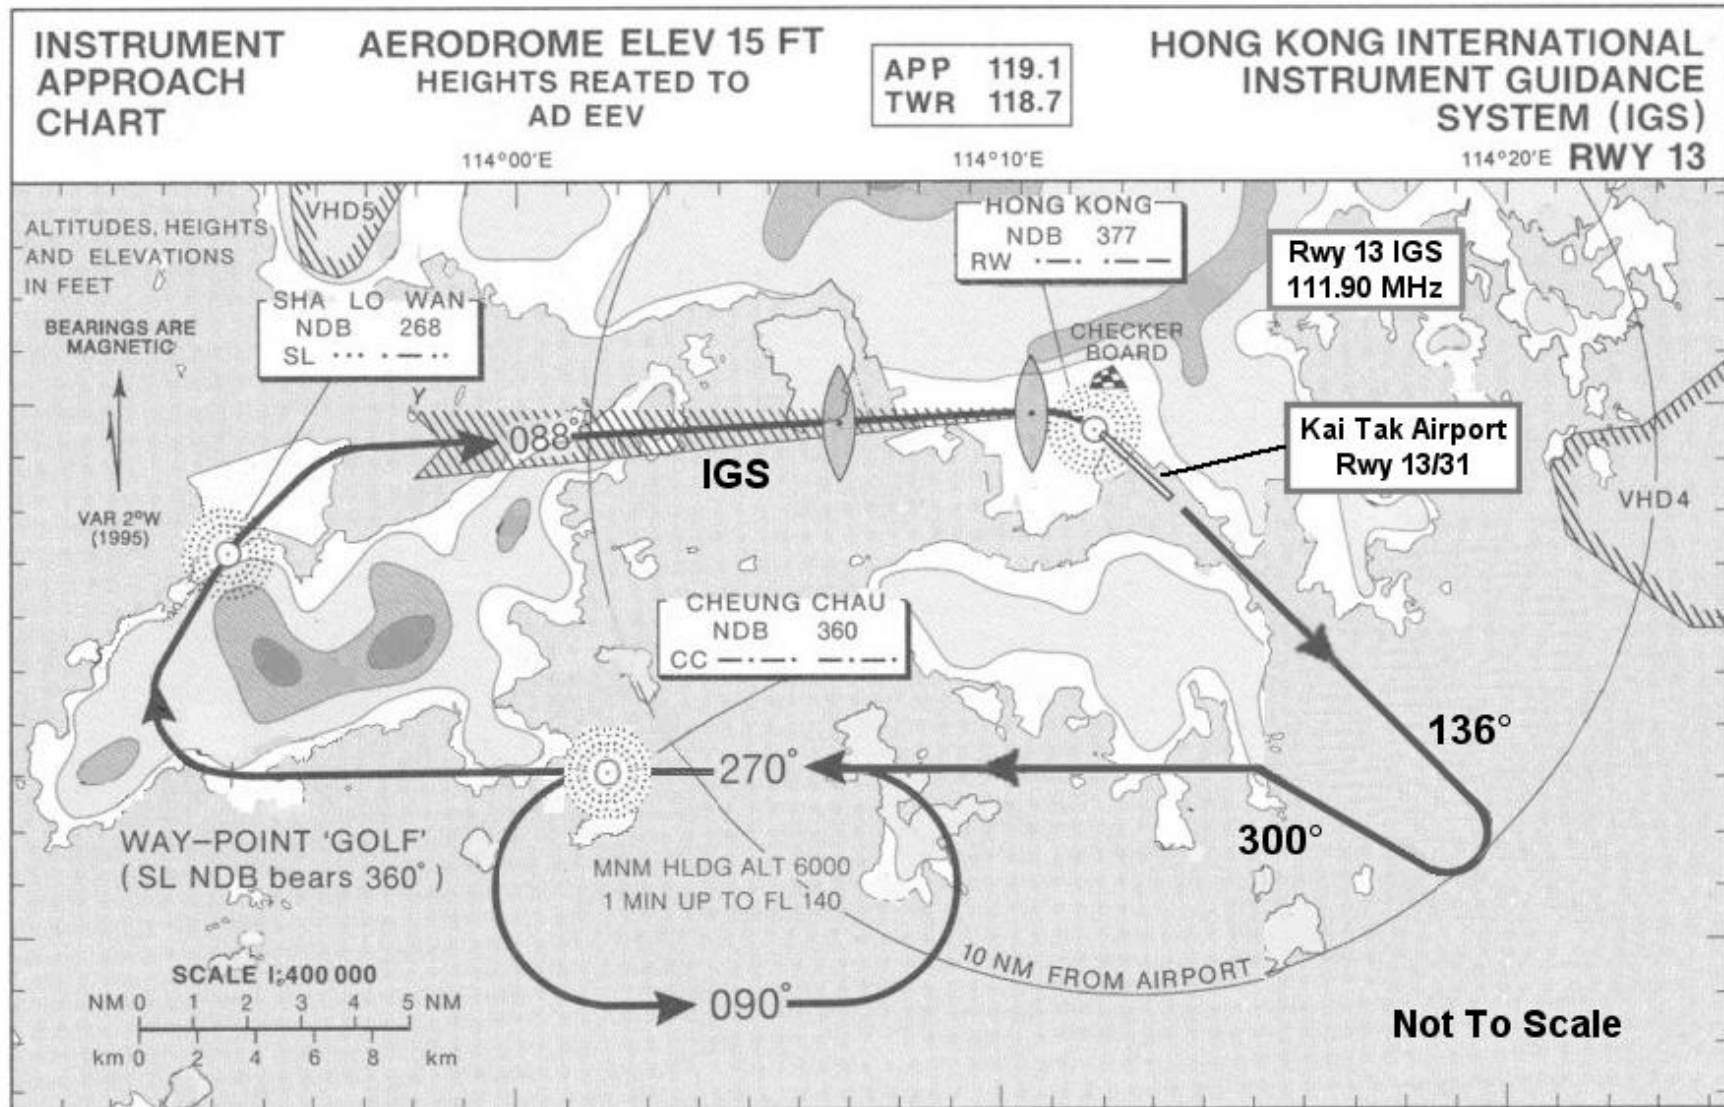 INSTRUMENT
APPROACH
CHART
AERODROME ELEV 15 FT
HEIGHTS REATED TO
AD EEV
APP 119.1
TWR 118.7
HONG KONG INTERNATIONAL
INSTRUMENT GUIDANCE
SYSTEM (IGS)
RWY 13
114°00'E
114°10'E
114°20'E
ALTITUDES, HEIGHTS
AND ELEVATIONS
IN FEET
VHD5
HONG KONG
NDB 377
RW
Rwy 13 IGS
111.90 MHz
BEARINGS ARE
MAGNETIC
SHA LO WAN
NDB 268
SL
CHECKER
BOARD
Y
088°
IGS
Kai Tak Airport
Rwy 13/31
VHD4
VAR 2°W
(1995)
CHEUNG CHAU
NDB 360
CC
136°
270°
300°
WAY-POINT 'GOLF'
(SL NDB bears 360°)
MNM HLDG ALT 6000
1 MIN UP TO FL 140
10 NM FROM AIRPORT
090°
SCALE 1:400 000
NM 0 1 2 3 4 5 NM
km 0 2 4 6 8 km
Not To Scale